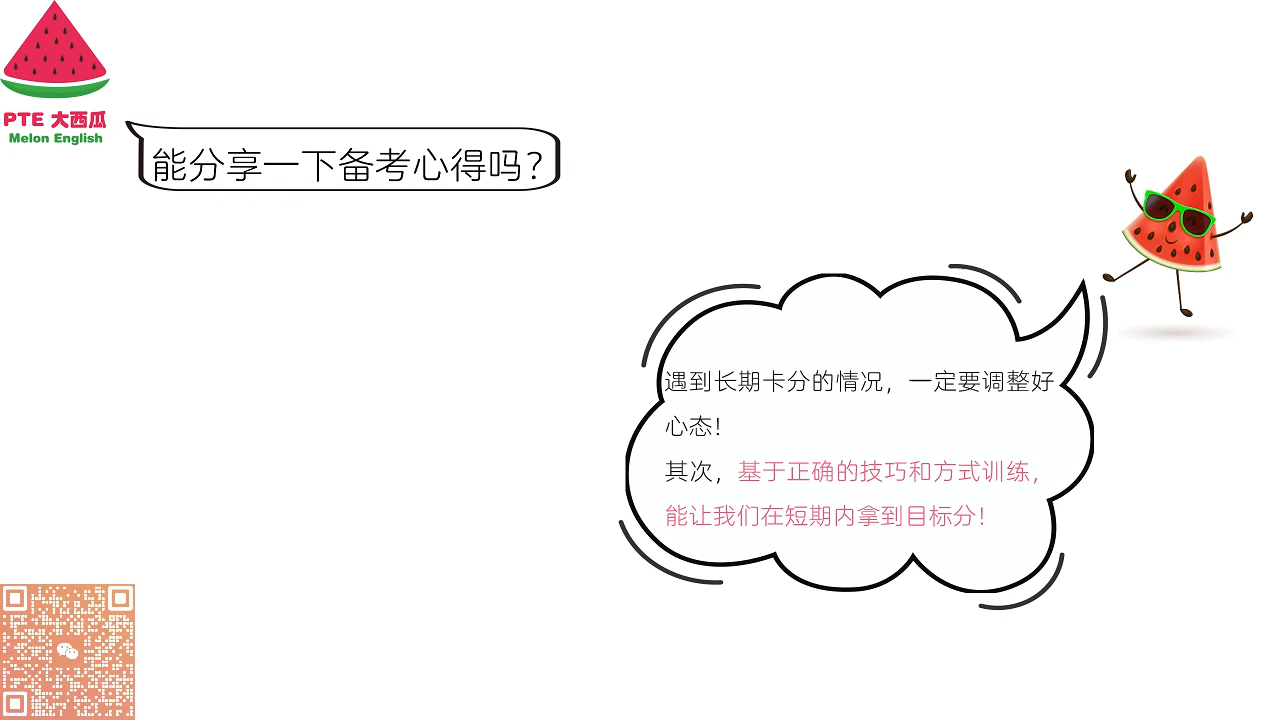 PTE 大西瓜
Melon English
能分享一下备考心得吗？
遇到长期卡分的情况，一定要调整好
心态！
其次，基于正确的技巧和方式训练，
能让我们在短期内拿到目标分！